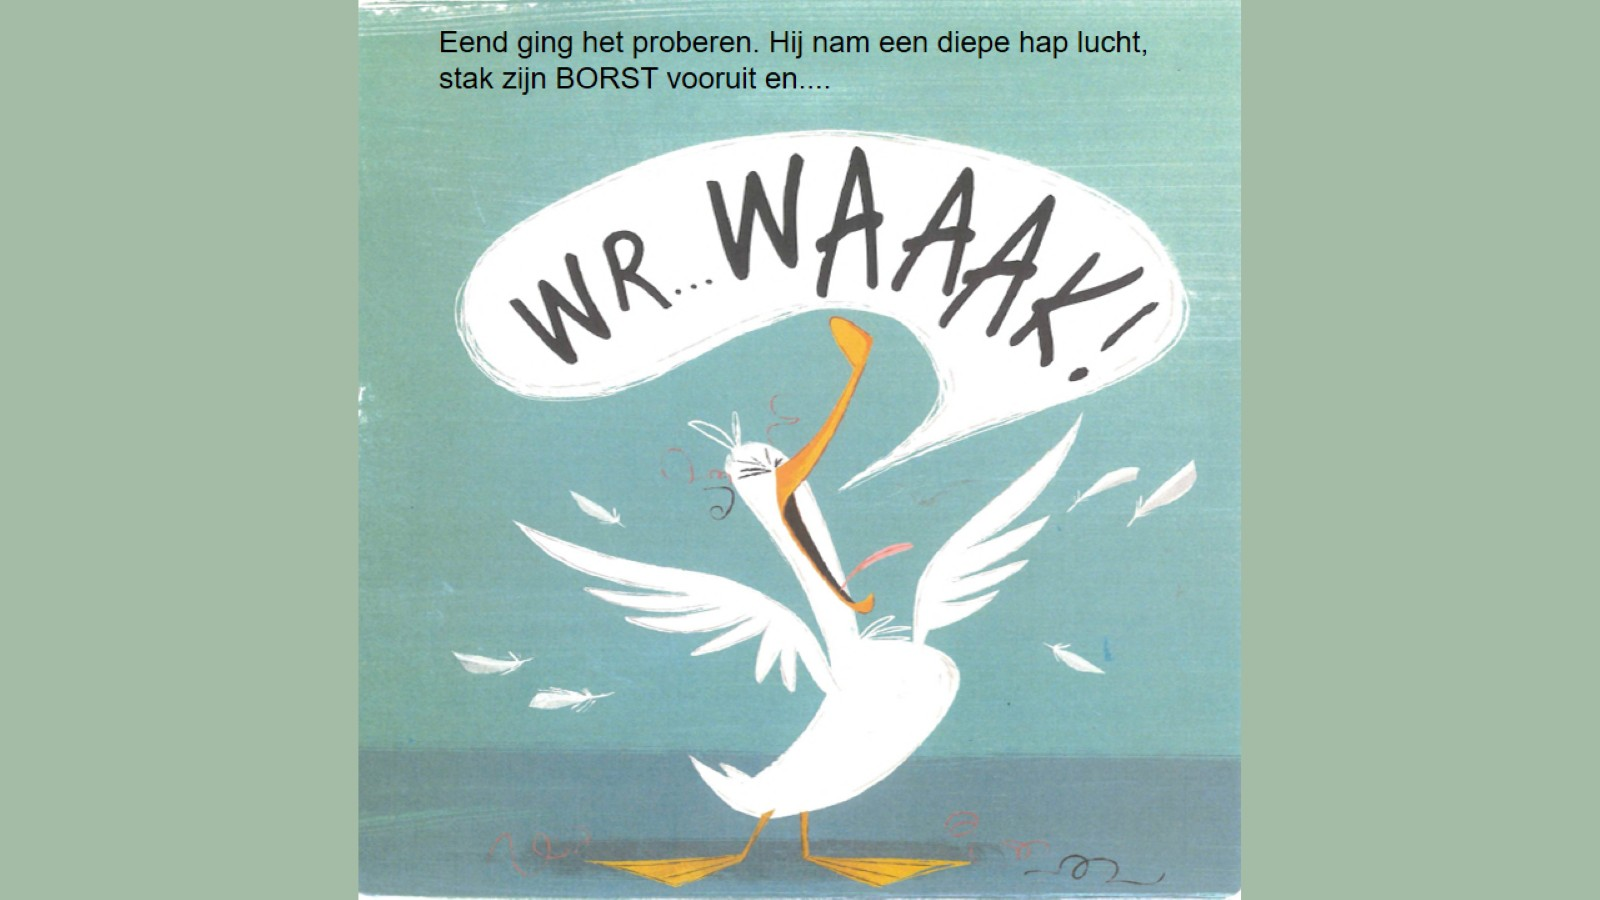 Eend ging het proberen. Hij nam een diepe hap lucht,
stak zijn BORST vooruit en....
WR...WAAAK!